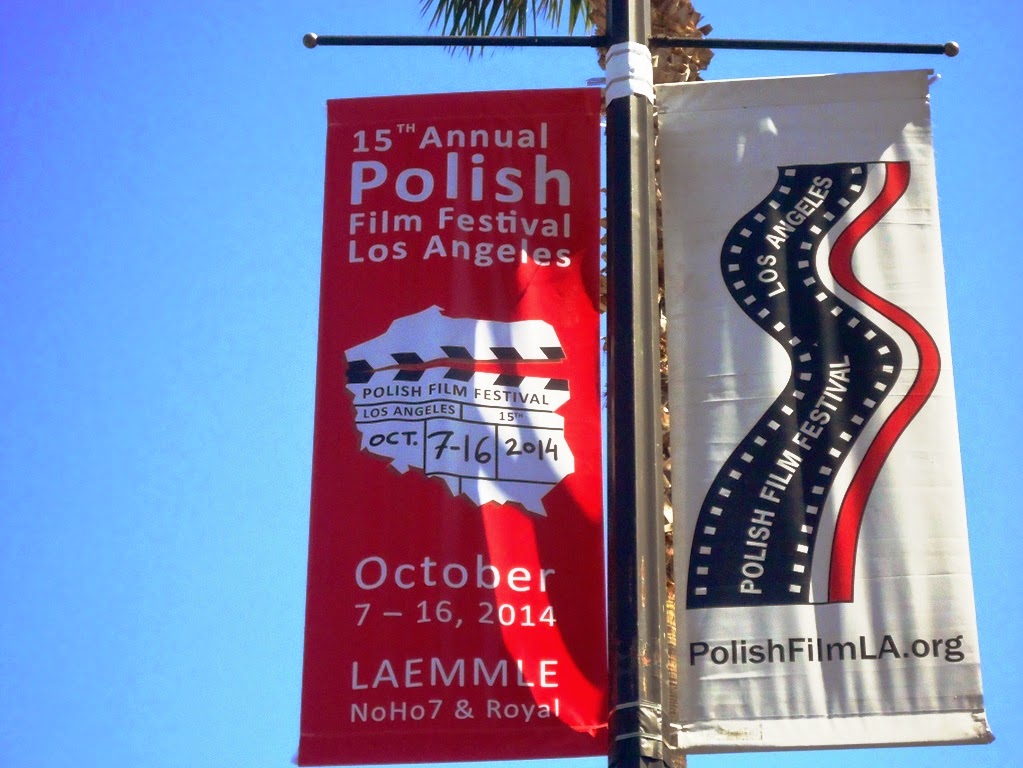 15TH Annual
Polish
Film Festival
Los Angeles
POLISH FILM FESTIVAL
LOS ANGELES 15TH
OCT. 7-16 2014
October
7 – 16, 2014
LAEMMLE
NoHo7 & Royal
LOS ANGELES
POLISH FILM FESTIVAL
PolishFilmLA.org